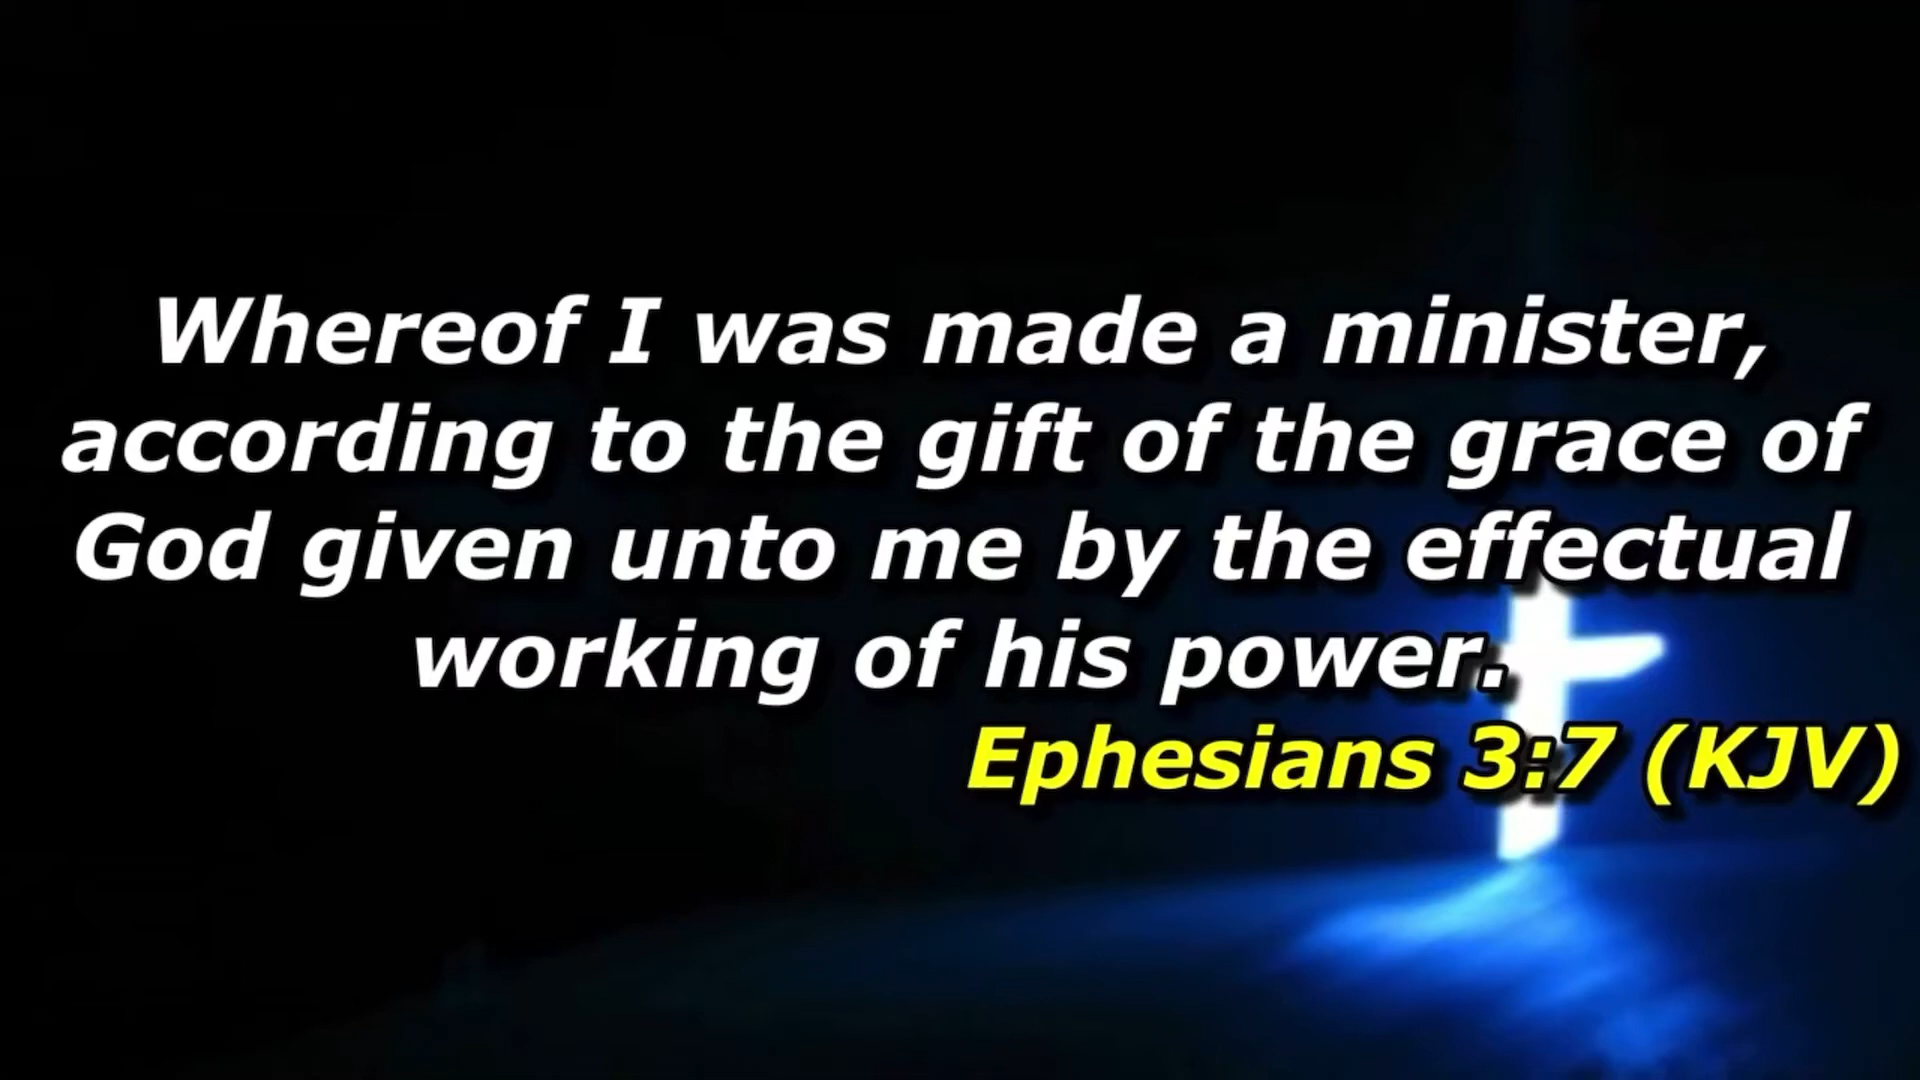 Whereof I was made a minister,
according to the gift of the grace of
God given unto me by the effectual
working of his power.
Ephesians 3:7 (KJV)